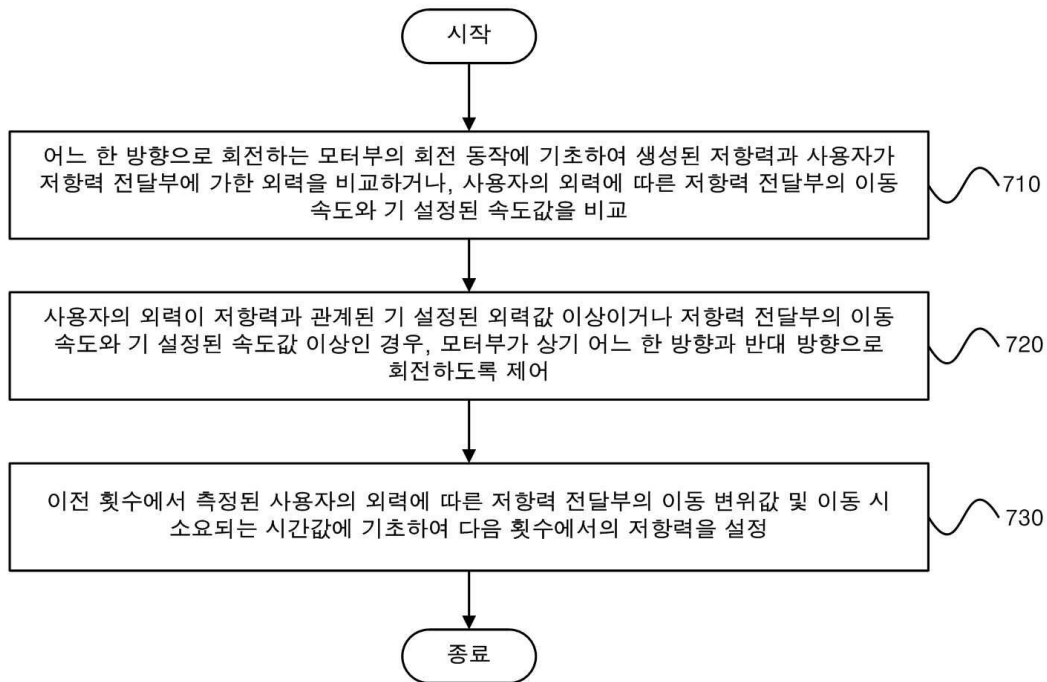 시작
어느 한 방향으로 회전하는 모터부의 회전 동작에 기초하여 생성된 저항력과 사용자가
저항력 전달부에 가한 외력을 비교하거나, 사용자의 외력에 따른 저항력 전달부의 이동
속도와 기 설정된 속도값을 비교
710
사용자의 외력이 저항력과 관계된 기 설정된 외력값 이상이거나 저항력 전달부의 이동
속도와 기 설정된 속도값 이상인 경우, 모터부가 상기 어느 한 방향과 반대 방향으로
회전하도록 제어
720
이전 횟수에서 측정된 사용자의 외력에 따른 저항력 전달부의 이동 변위값 및 이동 시
소요되는 시간값에 기초하여 다음 횟수에서의 저항력을 설정
730
종료